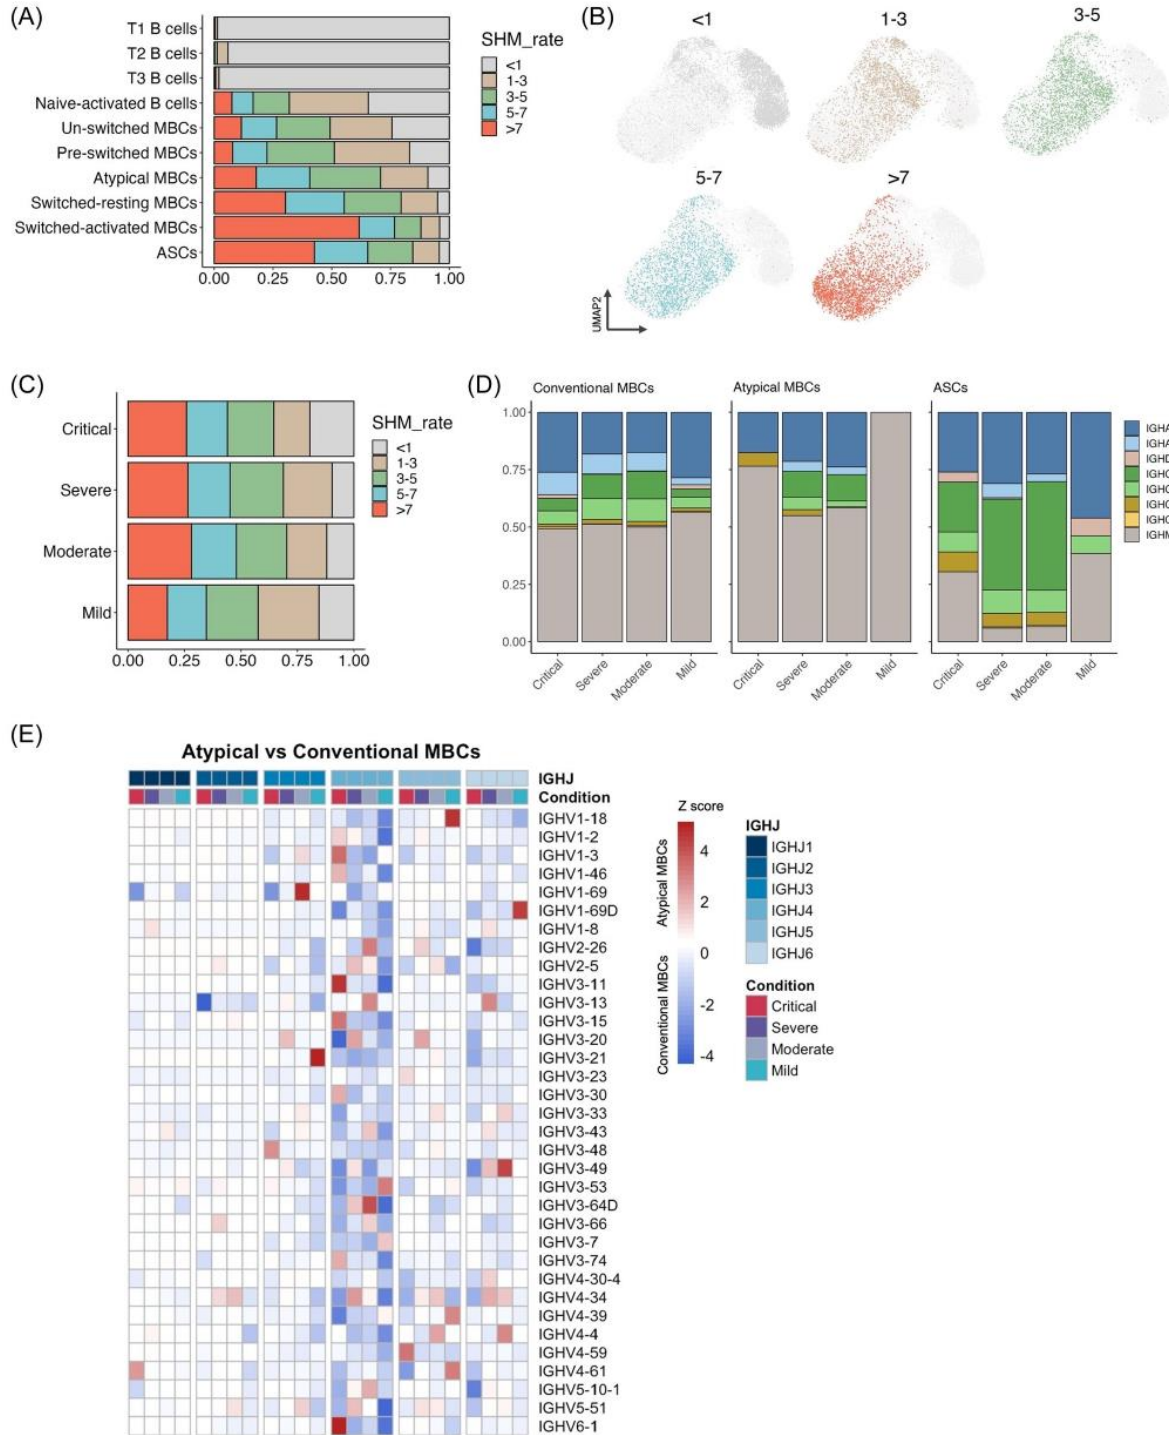 (A)
T1 B cells
T2 B cells
T3 B cells
Naive-activated B cells
Un-switched MBCs
Pre-switched MBCs
Atypical MBCs
Switched-resting MBCs
Switched-activated MBCs
ASCs
0.00 0.25 0.50 0.75 1.00
SHM_rate
<1
1-3
3-5
5-7
>7
(B)
<1 1-3 3-5
5-7 >7
UMAP2
(C)
Critical
Severe
Moderate
Mild
0.00 0.25 0.50 0.75 1.00
SHM_rate
<1
1-3
3-5
5-7
>7
(D)
Conventional MBCs Atypical MBCs ASCs
1.00
0.75
0.50
0.25
0.00
Critical Severe Moderate Mild Critical Severe Moderate Mild Critical Severe Moderate Mild
IGHA
IGHA
IGHD
IGHG
IGHG
IGHG
IGHG
IGHM
(E)
Atypical vs Conventional MBCs
IGHJ
Condition
IGHV1-18
IGHV1-2
IGHV1-3
IGHV1-46
IGHV1-69
IGHV1-69D
IGHV1-8
IGHV2-26
IGHV2-5
IGHV3-11
IGHV3-13
IGHV3-15
IGHV3-20
IGHV3-21
IGHV3-23
IGHV3-30
IGHV3-33
IGHV3-43
IGHV3-48
IGHV3-49
IGHV3-53
IGHV3-64D
IGHV3-66
IGHV3-7
IGHV3-74
IGHV4-30-4
IGHV4-34
IGHV4-39
IGHV4-4
IGHV4-59
IGHV4-61
IGHV5-10-1
IGHV5-51
IGHV6-1
Z score
4
2
0
-2
-4
Atypical MBCs
Conventional MBCs
IGHJ
IGHJ1
IGHJ2
IGHJ3
IGHJ4
IGHJ5
IGHJ6
Condition
Critical
Severe
Moderate
Mild